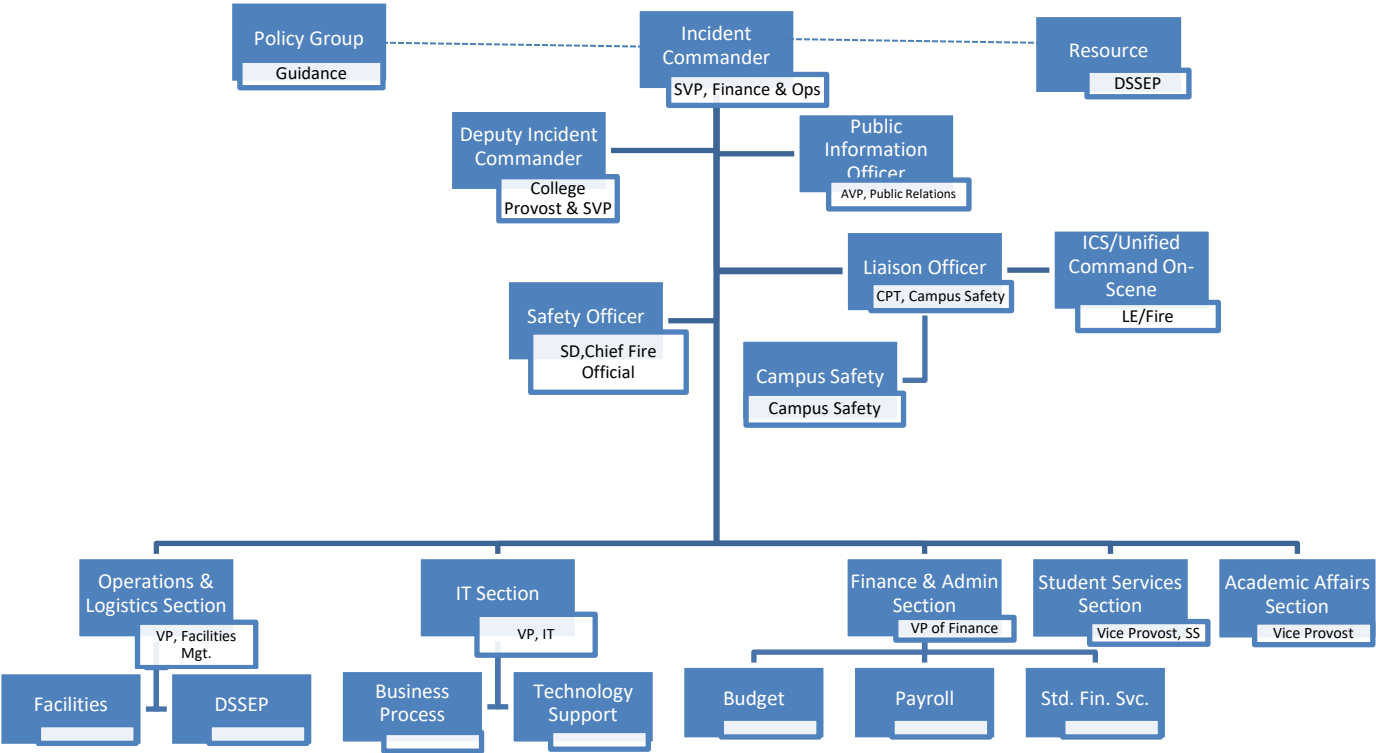 Policy Group
Guidance
Incident
Commander
SVP, Finance & Ops
Resource
DSSEP
Deputy Incident
Commander
College
Provost & SVP
Public
Information
Officer
AVP, Public Relations
Liaison Officer
CPT, Campus Safety
ICS/Unified
Command On-
Scene
LE/Fire
Safety Officer
SD,Chief Fire
Official
Campus Safety
Campus Safety
Operations &
Logistics Section
VP, Facilities
Mgt.
IT Section
VP, IT
Finance & Admin
Section
VP of Finance
Student Services
Section
Vice Provost, SS
Academic Affairs
Section
Vice Provost
Facilities
DSSEP
Business
Process
Technology
Support
Budget
Payroll
Std. Fin. Svc.